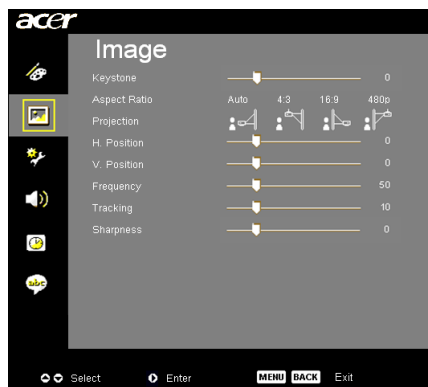 acer
Image
Keystone 0
Aspect Ratio Auto 4:3 16:9 480p
Projection
H. Position 0
V. Position 0
Frequency 50
Tracking 10
Sharpness 0
abc
Select Enter MENU BACK Exit